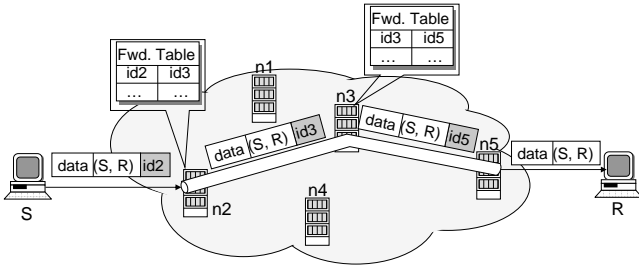 Fwd. Table
id2 id3
... ...
Fwd. Table
id3 id5
... ...
n1
n3
data (S, R) id3
data (S, R) id5
n5
data (S, R) id2
data (S, R)
n4
n2
S
R